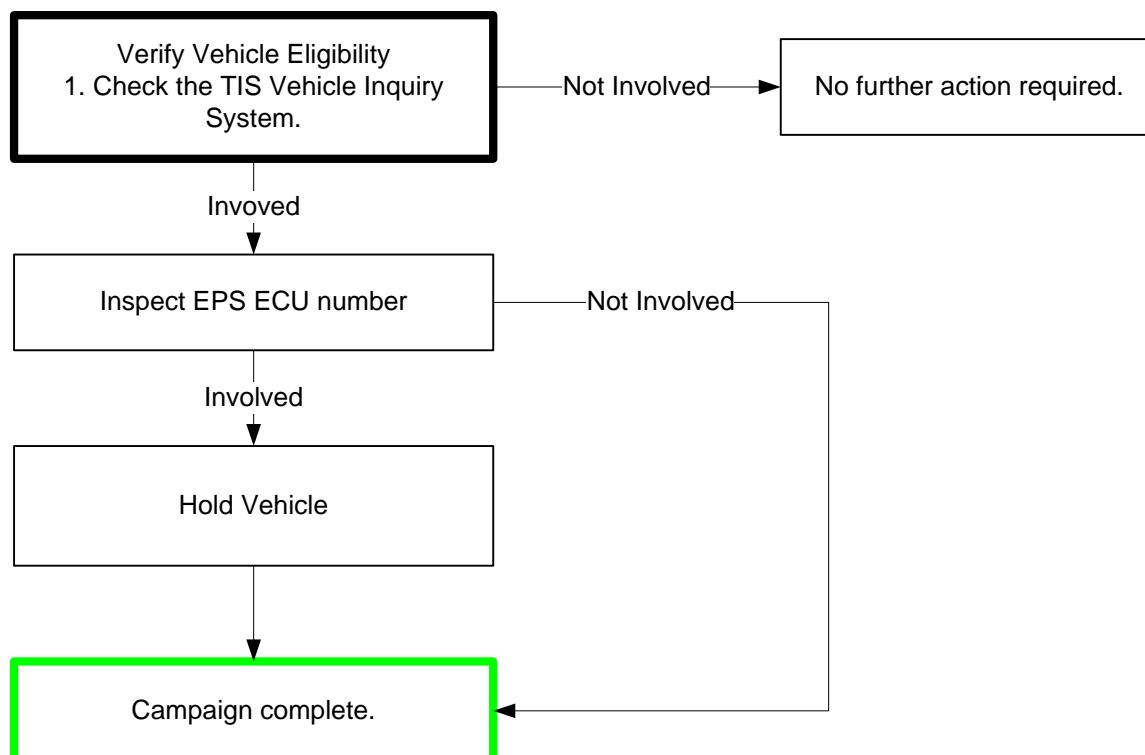 Verify Vehicle Eligibility
1. Check the TIS Vehicle Inquiry
System.
Not Involved
No further action required.
Invoved
Inspect EPS ECU number
Not Involved
Involved
Hold Vehicle
Campaign complete.